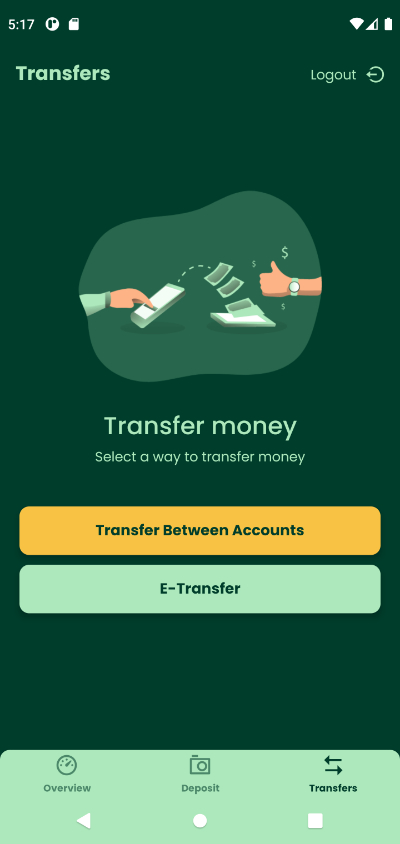 5:17
Transfers
Logout
$
$
$
Transfer money
Select a way to transfer money
Transfer Between Accounts
E-Transfer
Overview
Deposit
Transfers